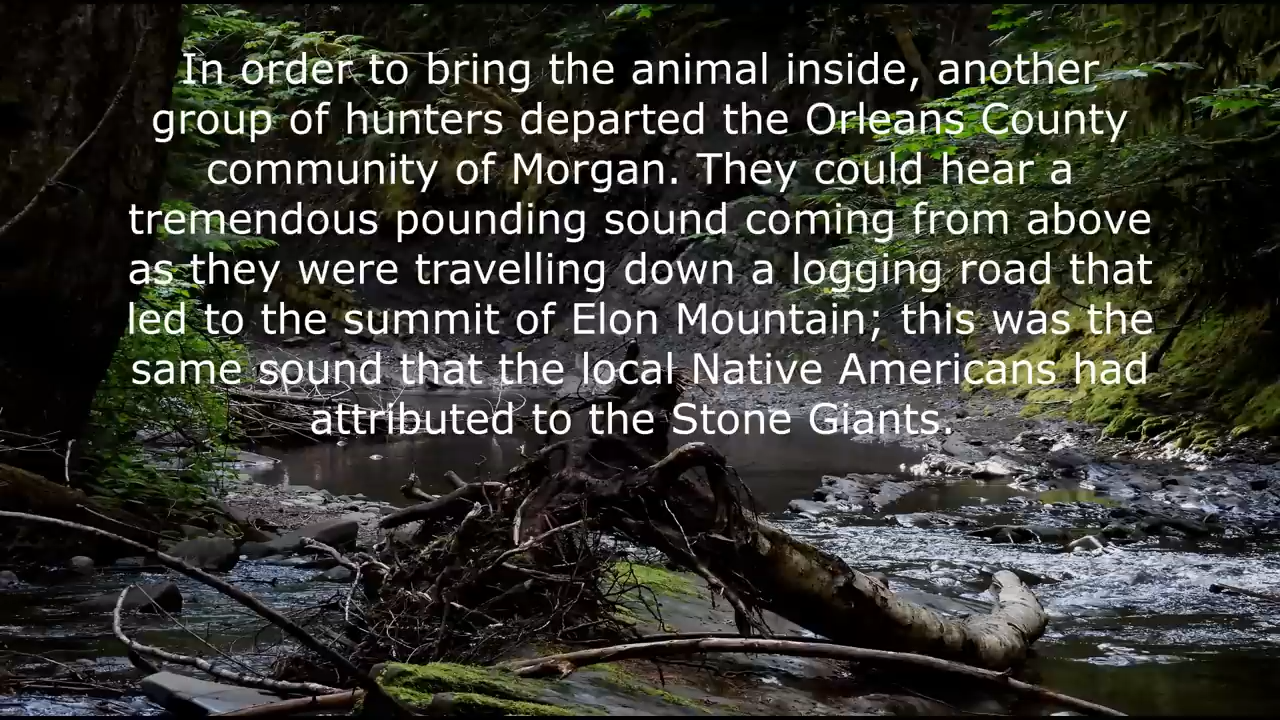 In order to bring the animal inside, another
group of hunters departed the Orleans County
community of Morgan. They could hear a
tremendous pounding sound coming from above
as they were travelling down a logging road that
led to the summit of Elon Mountain; this was the
same sound that the local Native Americans had
attributed to the Stone Giants.